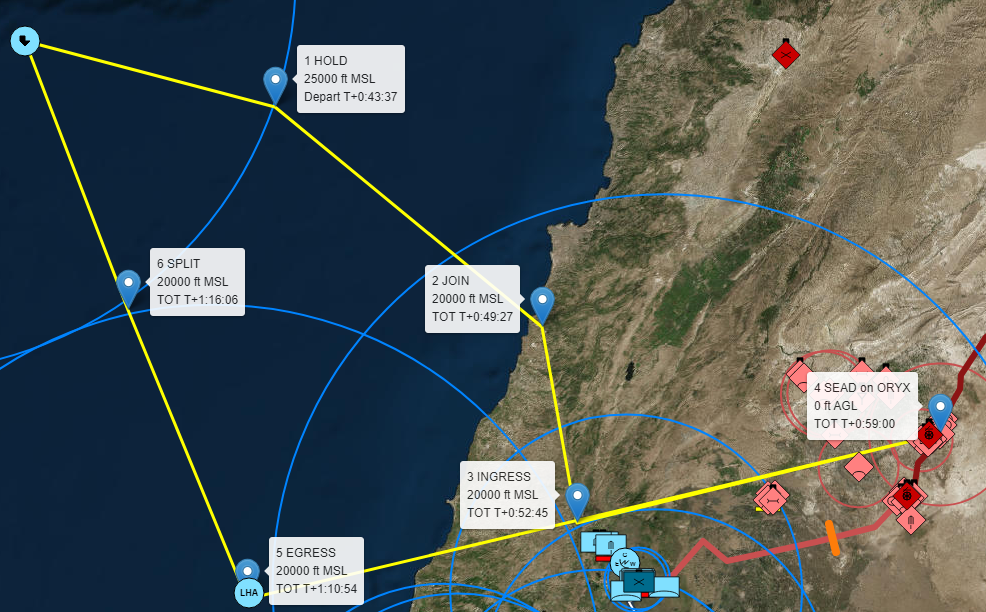 1 HOLD
25000 ft MSL
Depart T+0:43:37
6 SPLIT
20000 ft MSL
TOT T+1:16:06
2 JOIN
20000 ft MSL
TOT T+0:49:27
4 SEAD on ORYX
0 ft AGL
TOT T+0:59:00
3 INGRESS
20000 ft MSL
TOT T+0:52:45
5 EGRESS
20000 ft MSL
TOT T+1:10:54
LHA